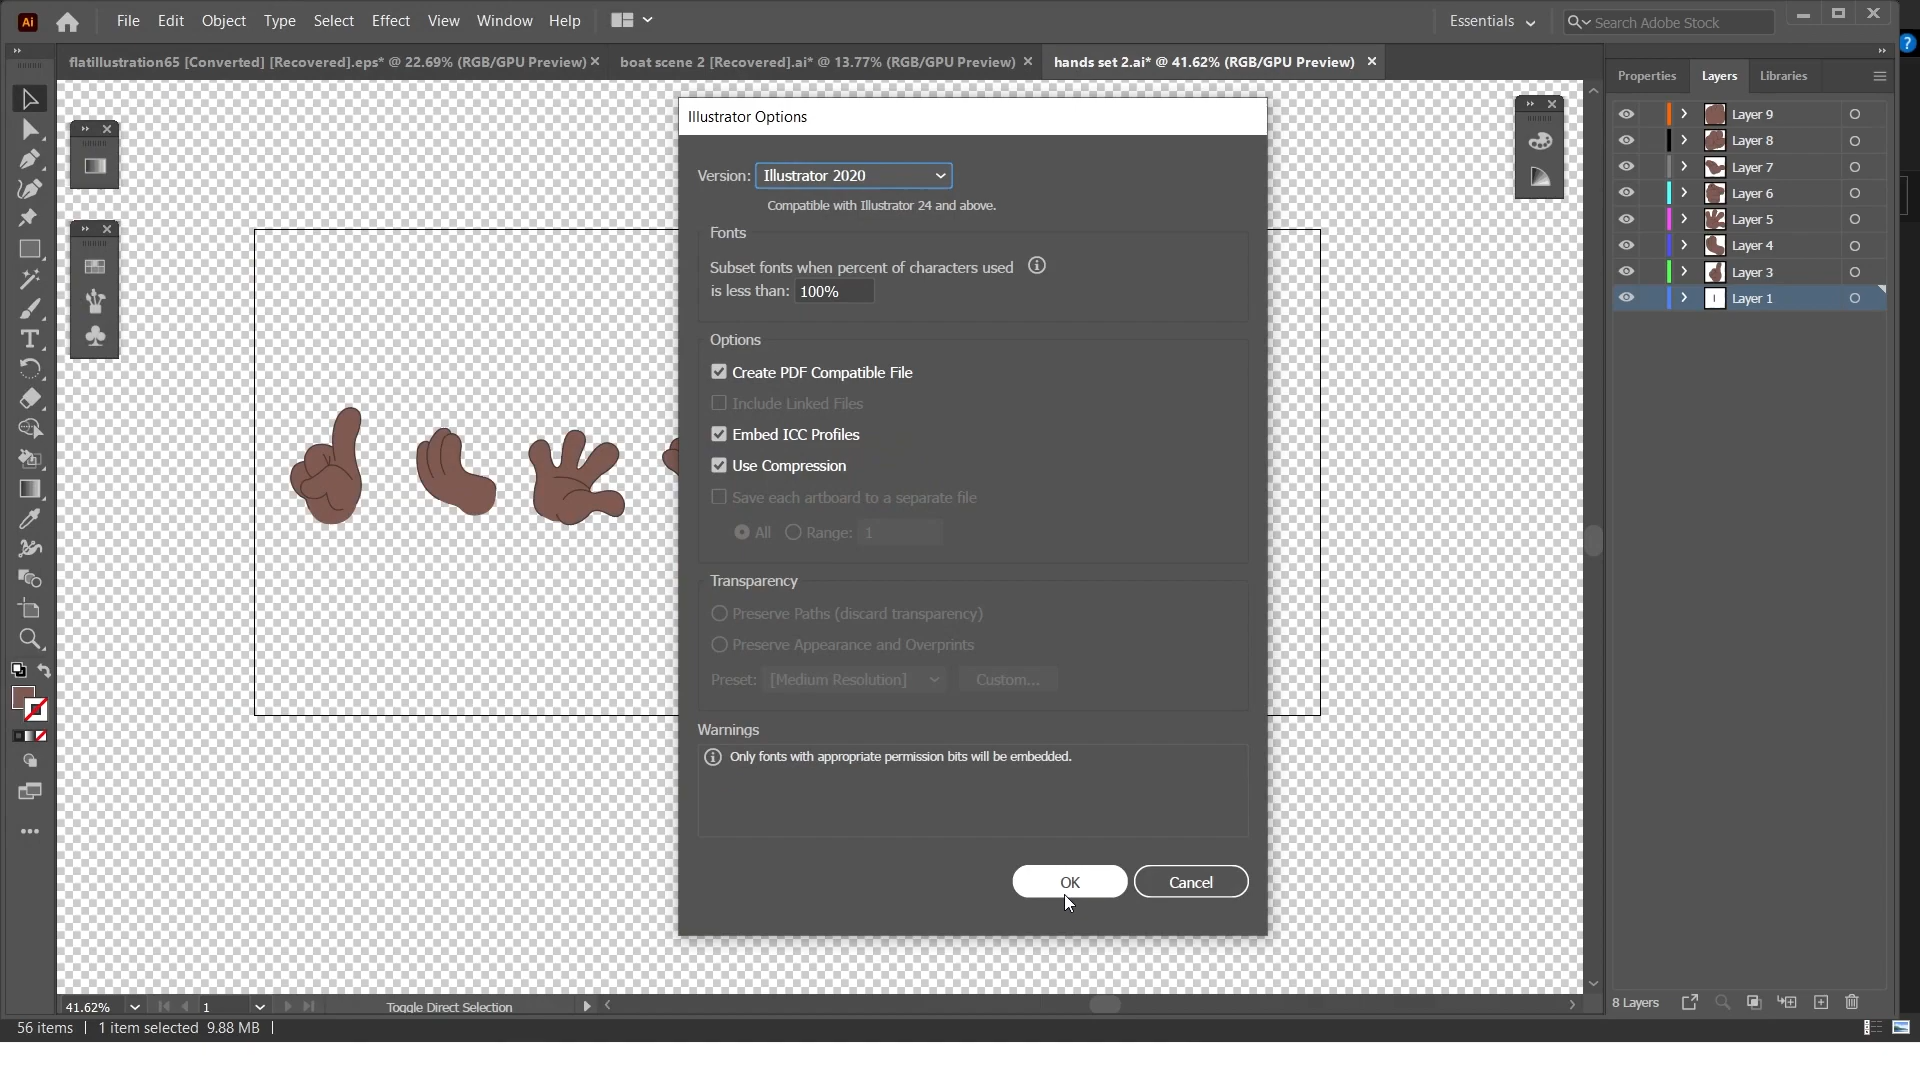 Ai File Edit Object Type Select Effect View Window Help Essentials Search Adobe Stock
flatillustration65 [Converted] [Recovered].eps* @ 22.69% (RGB/GPU Preview) boat scene 2 [Recovered].ai* @ 13.77% (RGB/GPU Preview) hands set 2.ai* @ 41.62% (RGB/GPU Preview)
Properties Layers Libraries
Illustrator Options
Version: Illustrator 2020
Compatible with Illustrator 24 and above.
Fonts
Subset fonts when percent of characters used
is less than: 100%
Options
Create PDF Compatible File
Include Linked Files
Embed ICC Profiles
Use Compression
Save each artboard to a separate file
All Range: 1
Transparency
Preserve Paths (discard transparency)
Preserve Appearance and Overprints
Preset: [Medium Resolution] Custom...
Warnings
Only fonts with appropriate permission bits will be embedded.
OK Cancel
Layer 9
Layer 8
Layer 7
Layer 6
Layer 5
Layer 4
Layer 3
Layer 1
41.62% 1 Toggle Direct Selection
8 Layers
56 items 1 item selected 9.88 MB